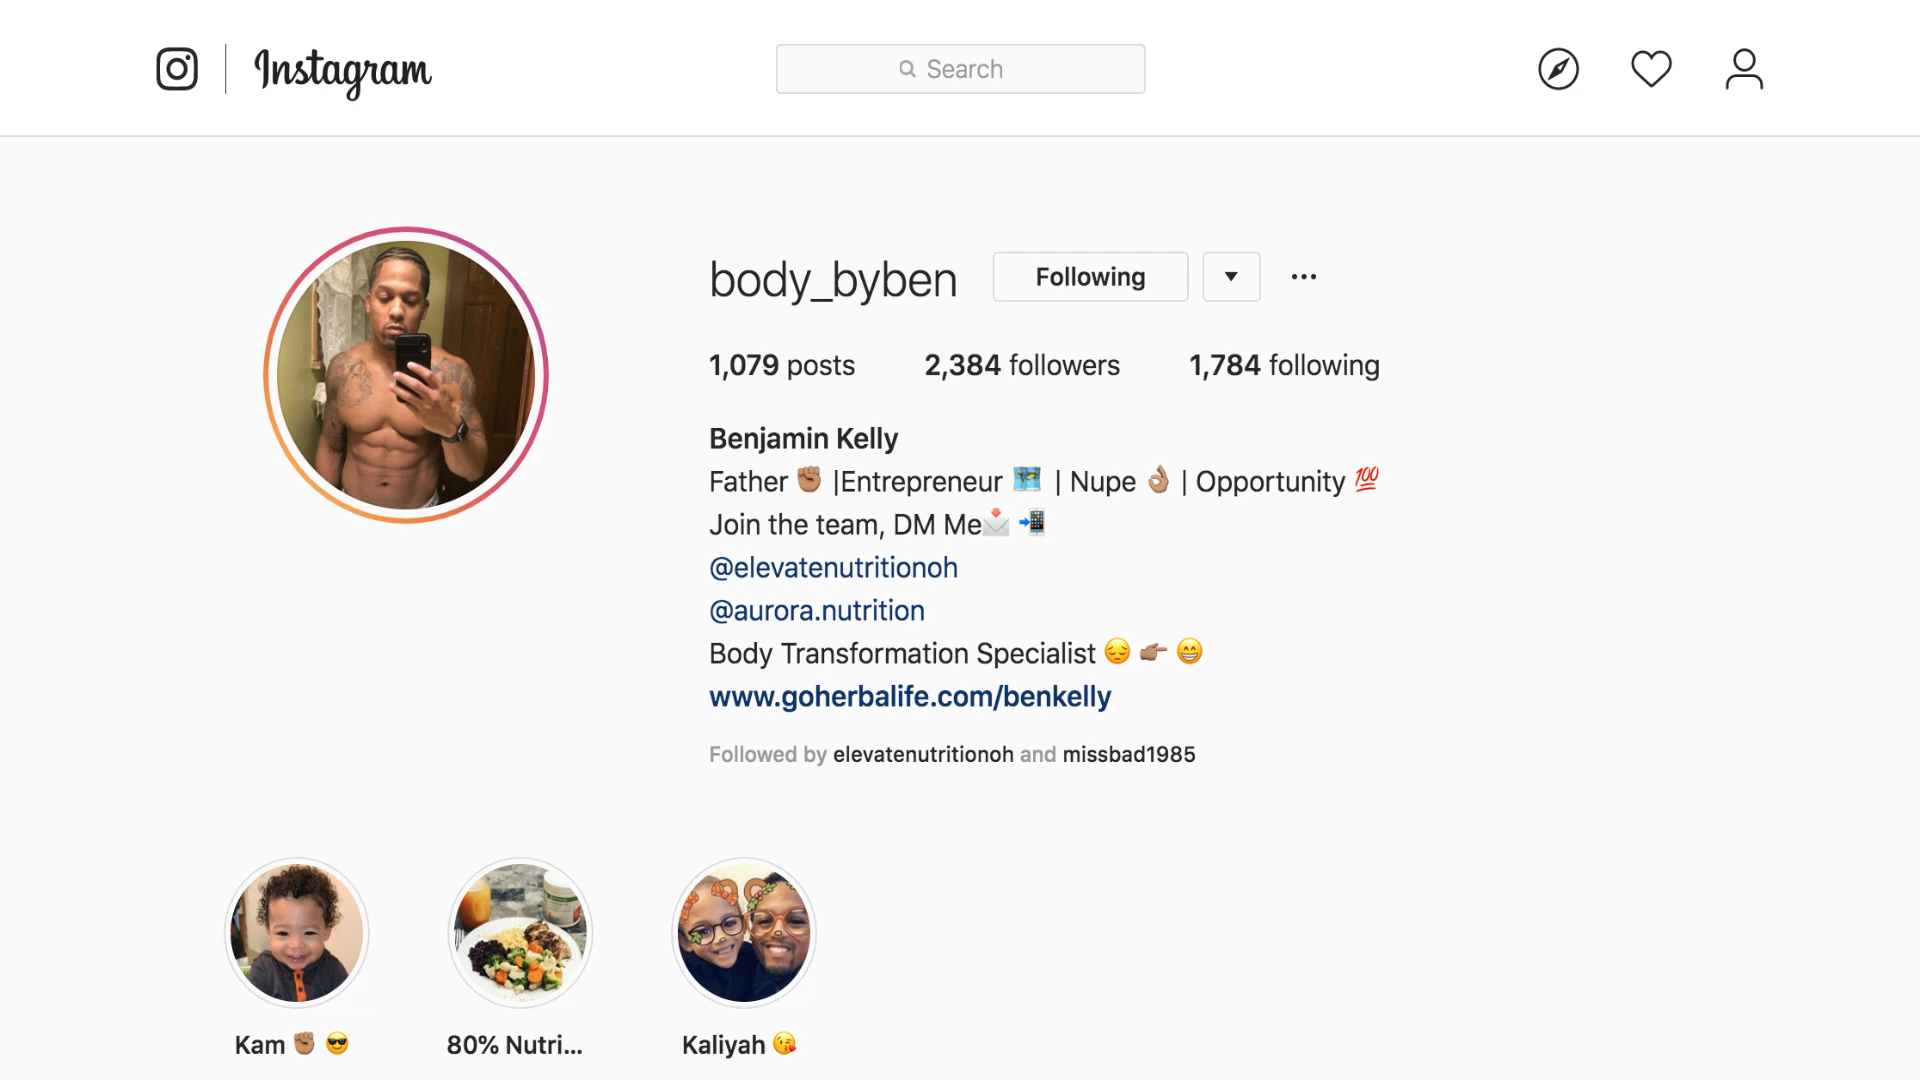 Instagram
Search
body_byben Following
1,079 posts 2,384 followers 1,784 following
Benjamin Kelly
Father ✊🏽 |Entrepreneur 🗺️ | Nupe 👌🏽 | Opportunity 💯
Join the team, DM Me📩 📲
@elevatenutritionoh
@aurora.nutrition
Body Transformation Specialist 😔 👉🏽 😁
www.goherbalife.com/benkelly
Followed by elevatenutritionoh and missbad1985
Kam ✊🏽 😎 80% Nutri... Kaliyah 😘